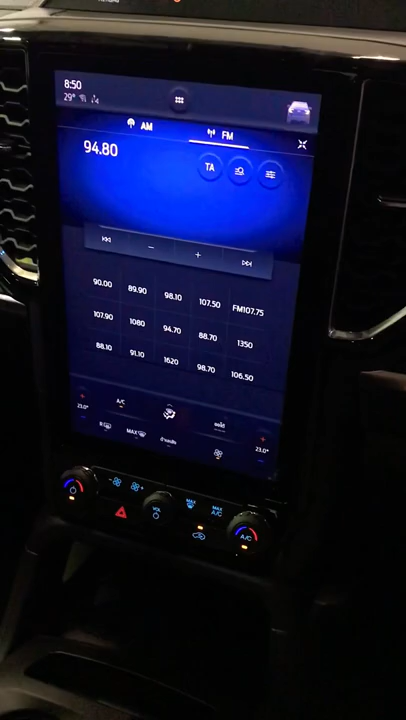 8:50
29° 4
AM FM
94.80
TA
90.00 89.90 98.10 107.50 FM107.75
107.90 1080 94.70 88.70 1350
88.10 91.10 1620 98.70 106.50
A/C
23.0° 23.0°
MAX
VOL
MAX MAX A/C
A/C